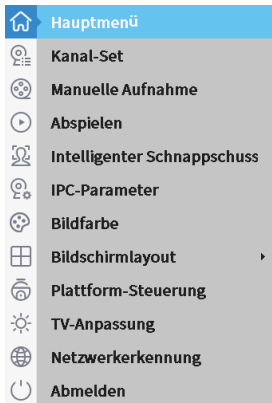 Hauptmenü
Kanal-Set
Manuelle Aufnahme
Abspielen
Intelligenter Schnappschuss
IPC-Parameter
Bildfarbe
Bildschirmlayout
Plattform-Steuerung
TV-Anpassung
Netzwerkerkennung
Abmelden